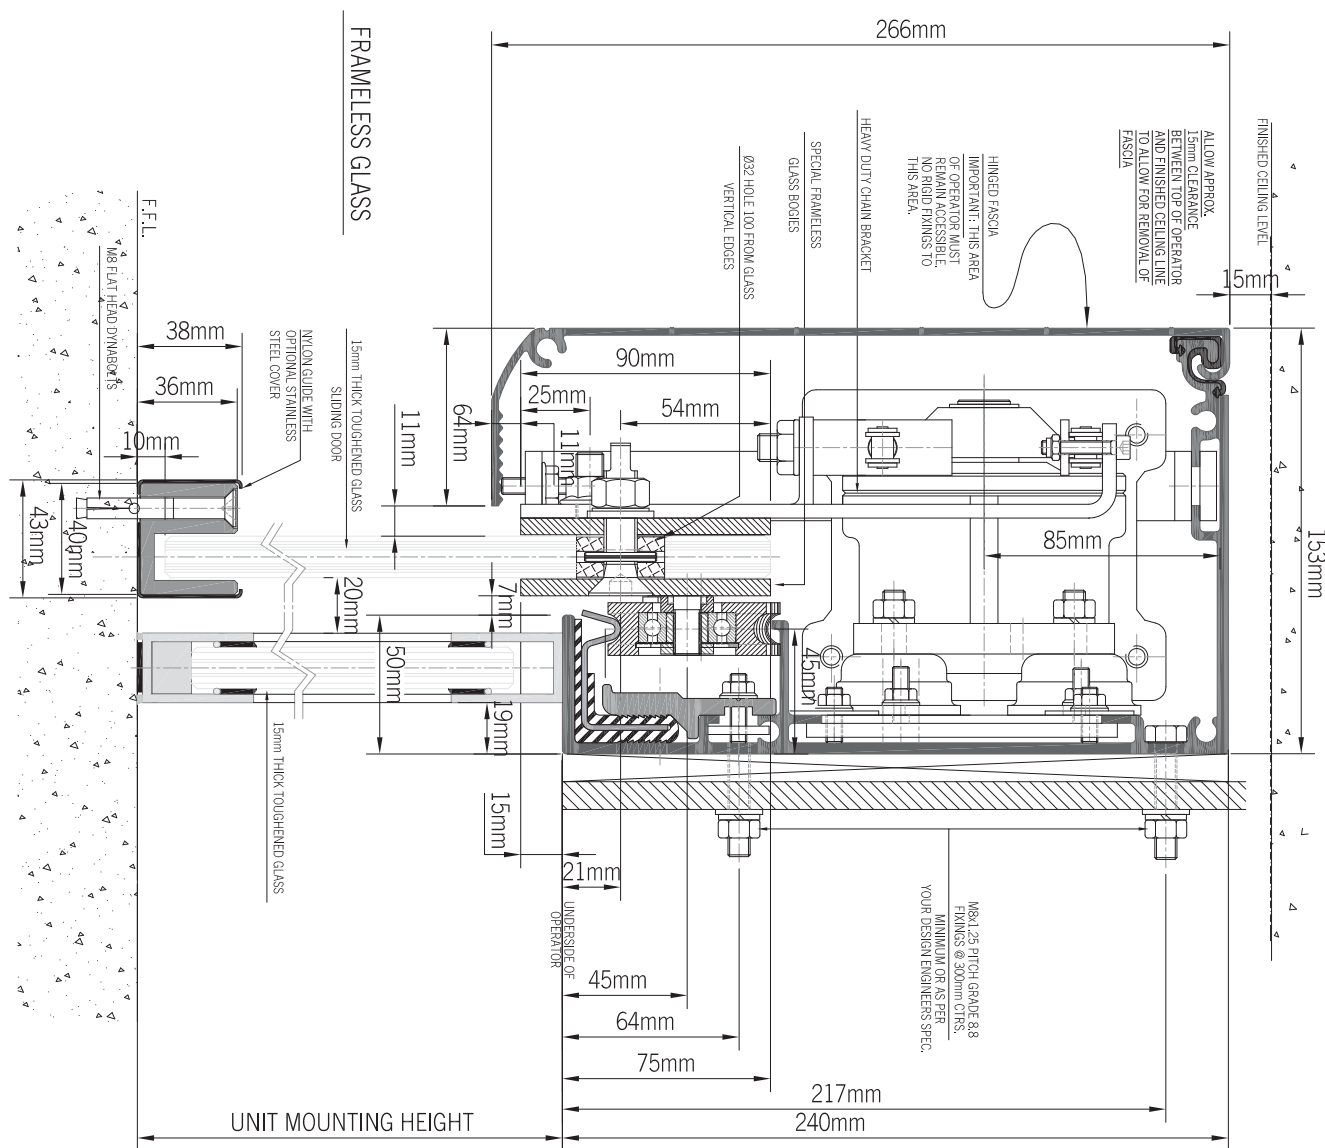 266mm
FRAMELESS GLASS
FINISHED CEILING LEVEL
ALLOW APPROX.
15mm CLEARANCE
BETWEEN TOP OF OPERATOR
AND FINISHED CEILING LINE
TO ALLOW FOR REMOVAL OF
FASCIA
HINGED FASCIA
IMPORTANT: THIS AREA
OF OPERATOR MUST
REMAIN ACCESSIBLE.
NO RIGID FIXINGS TO
THIS AREA.
HEAVY DUTY CHAIN BRACKET
SPECIAL FRAMELESS
GLASS BOGIES
Ø32 HOLE 100 FROM GLASS
VERTICAL EDGES
15mm
F.F.L.
M8 FLAT HEAD DYNABOLTS
38mm
NYLON GUIDE WITH
OPTIONAL STAINLESS
STEEL COVER
15mm THICK TOUGHENED GLASS
SLIDING DOOR
90mm
36mm
25mm
54mm
64mm
11mm
11mm
10mm
43mm
40mm
85mm
153mm
20mm
7mm
50mm
45mm
19mm
15mm THICK TOUGHENED GLASS
15mm
21mm
UNDERSIDE OF
OPERATOR
M8x1.25 PITCH GRADE 8.8
FIXINGS @ 300mm CTRS.
MINIMUM OR AS PER
YOUR DESIGN ENGINEERS SPEC.
45mm
64mm
75mm
217mm
UNIT MOUNTING HEIGHT
240mm